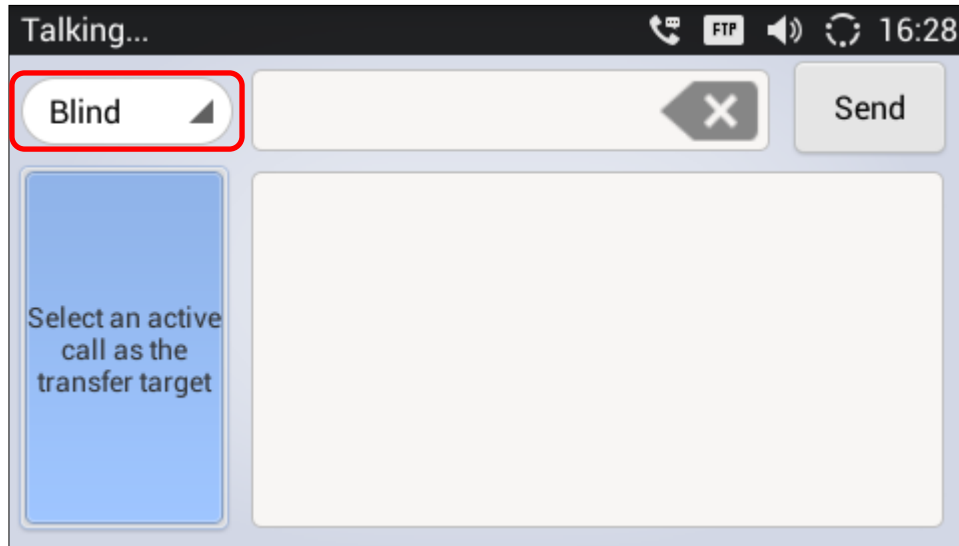 Talking...
FTP
16:28
Blind
Send
Select an active
call as the
transfer target